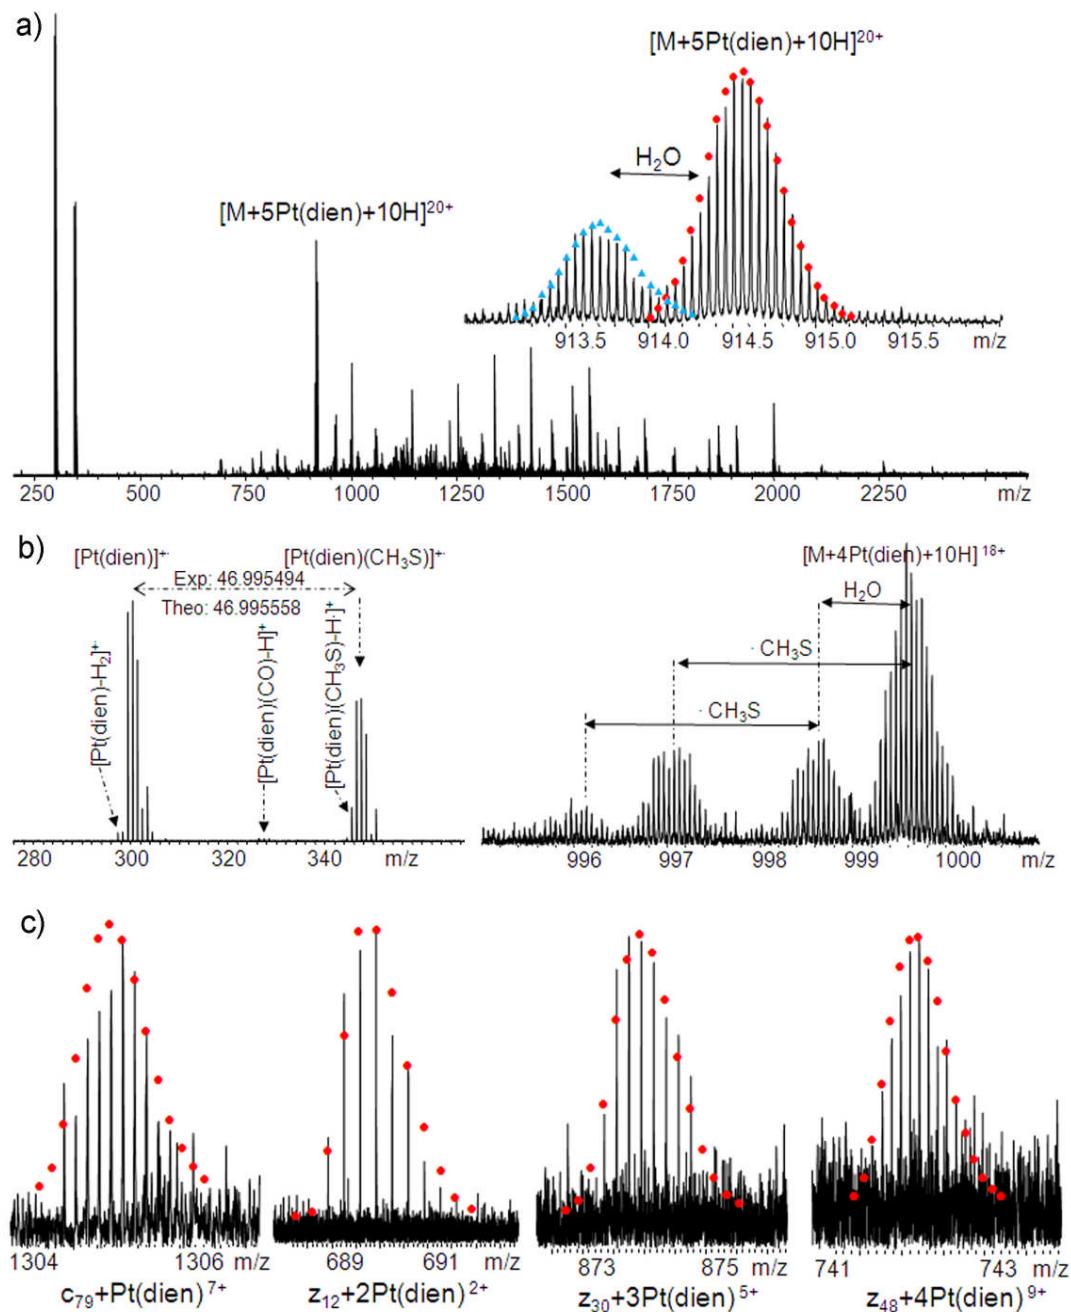 a)
[M+5Pt(dien)+10H]20+
H2O
[M+5Pt(dien)+10H]20+
913.5 914.0 914.5 915.0 915.5 m/z
250 500 750 1000 1250 1500 1750 2000 2250 m/z
b)
[Pt(dien)]+·
[Pt(dien)(CH3S)]+·
Exp: 46.995494
Theo: 46.995558
[Pt(dien)-H2]+·
[Pt(dien)(CO)-H]+
[Pt(dien)(CH3S)-H·]+
280 300 320 340 m/z
[M+4Pt(dien)+10H]18+
H2O
· CH3S
· CH3S
996 997 998 999 1000 m/z
c)
1304 1306 m/z
c79+Pt(dien)7+
689 691 m/z
z12+2Pt(dien)2+
873 875 m/z
z30+3Pt(dien)5+
741 743 m/z
z48+4Pt(dien)9+